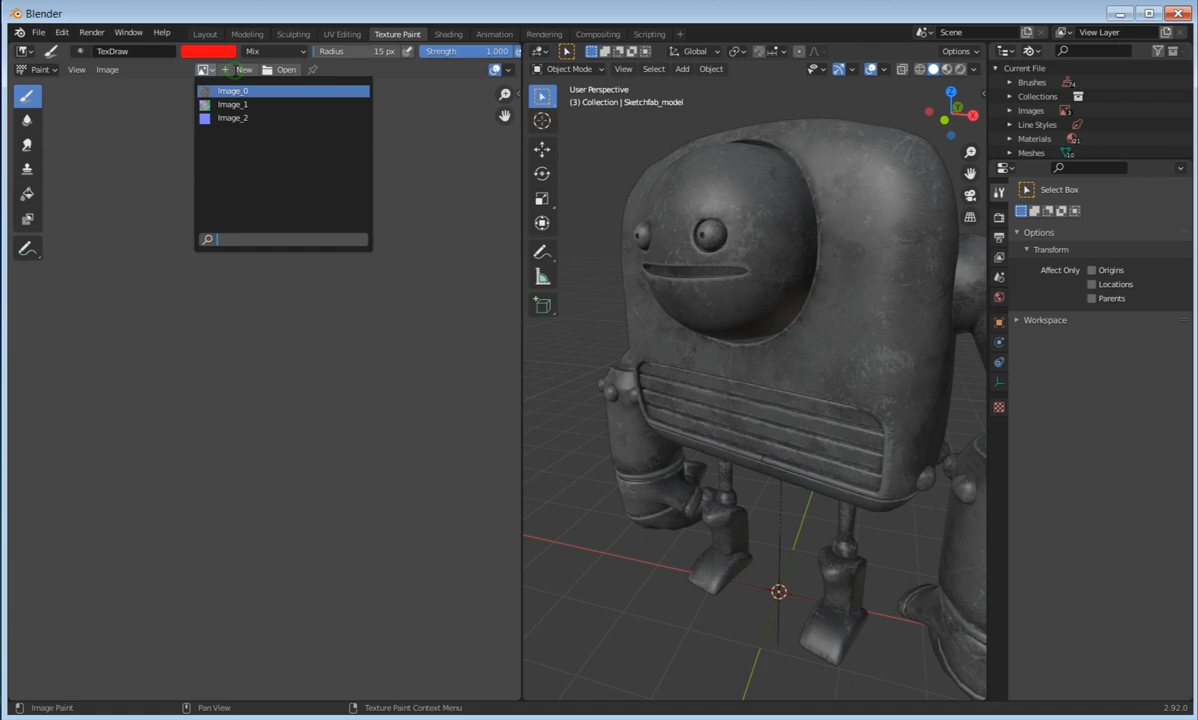 Blender
File Edit Render Window Help Layout Modeling Sculpting UV Editing Texture Paint Shading Animation Rendering Compositing Scripting + Scene View Layer
TexDraw Mix Radius 15 px Strength 1.000 Global Options
Paint View Image + New Open Object Mode View Select Add Object
Image_0
Image_1
Image_2
User Perspective
(3) Collection | Sketchfab_model
Z
Y
X
Current File
Brushes 4
Collections
Images 3
Line Styles
Materials 21
Meshes 10
Select Box
Options
Transform
Affect Only Origins
Locations
Parents
Workspace
Image Paint Pan View Texture Paint Context Menu 2.92.0